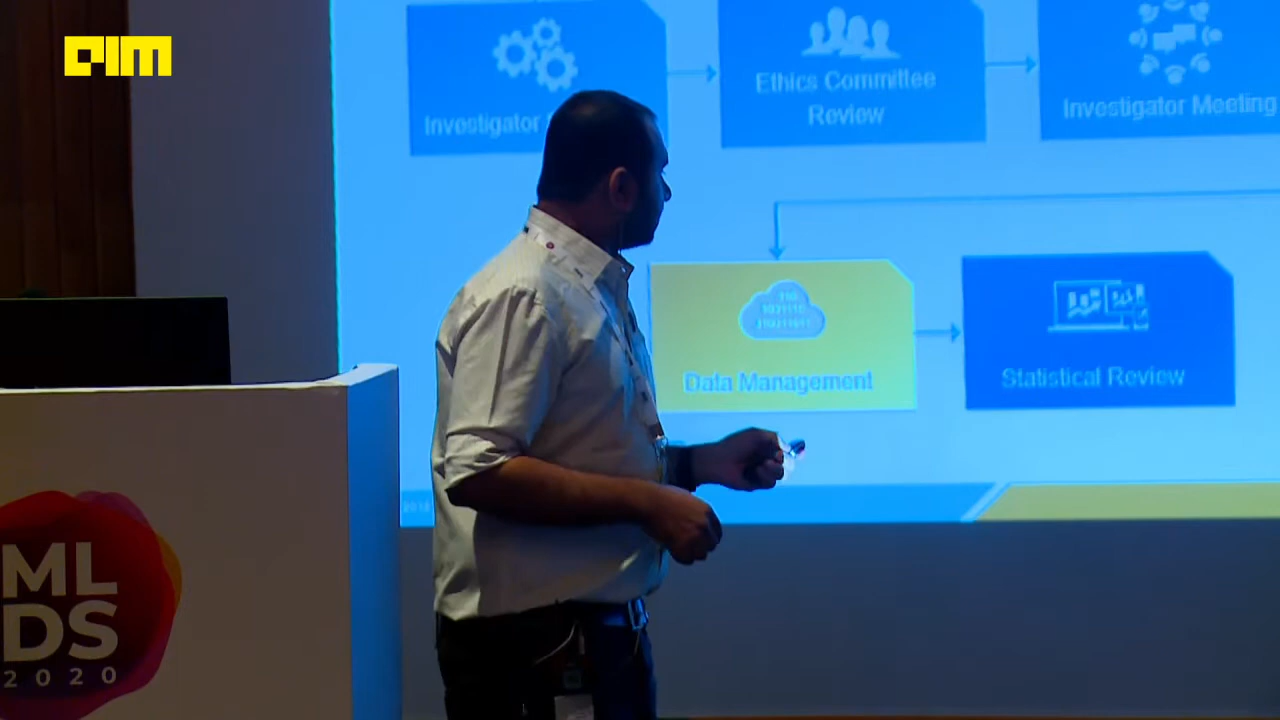 AIM
Investigator
Ethics Committee
Review
Investigator Meeting
Data Management
Statistical Review
ML
DS
2020